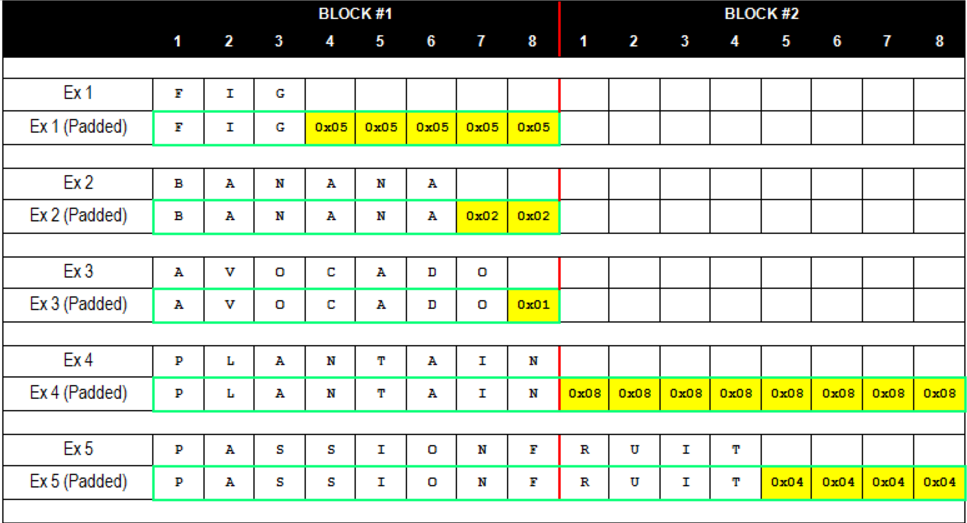 BLOCK #1 BLOCK #2
1 2 3 4 5 6 7 8 1 2 3 4 5 6 7 8
Ex 1 F I G
Ex 1 (Padded) F I G 0x05 0x05 0x05 0x05 0x05
Ex 2 B A N A N A
Ex 2 (Padded) B A N A N A 0x02 0x02
Ex 3 A V O C A D O
Ex 3 (Padded) A V O C A D O 0x01
Ex 4 P L A N T A I N
Ex 4 (Padded) P L A N T A I N 0x08 0x08 0x08 0x08 0x08 0x08 0x08 0x08
Ex 5 P A S S I O N F R U I T
Ex 5 (Padded) P A S S I O N F R U I T 0x04 0x04 0x04 0x04